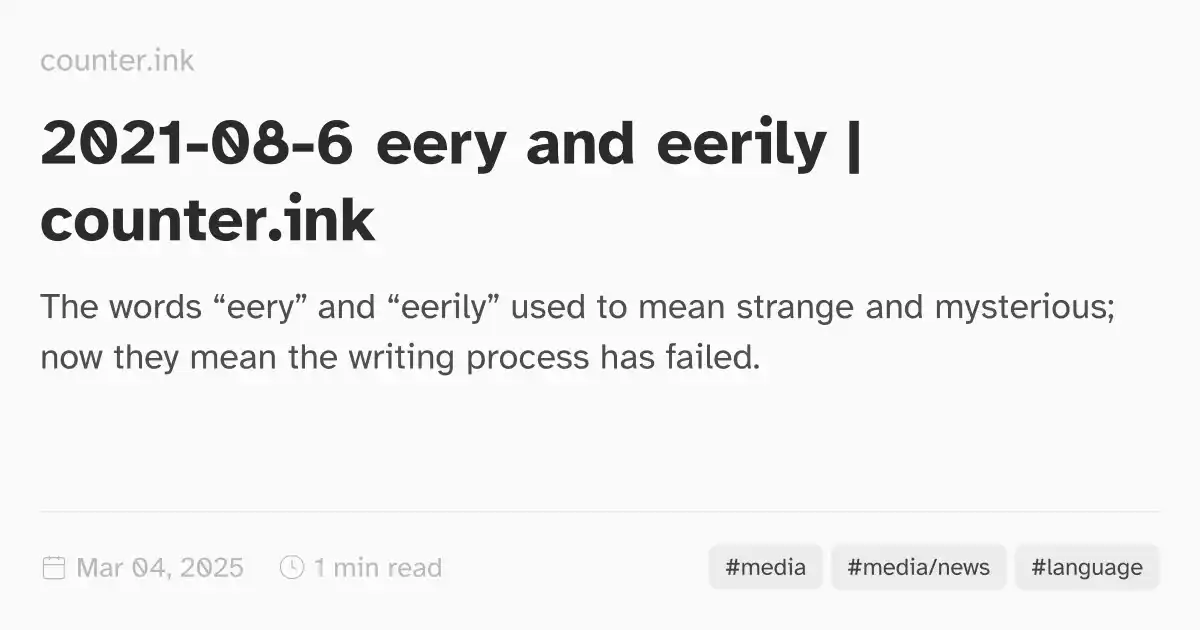 counter.ink
2021-08-6 eery and eerily |
counter.ink
The words “eery” and “eerily” used to mean strange and mysterious;
now they mean the writing process has failed.
Mar 04, 2025 1 min read #media #media/news #language